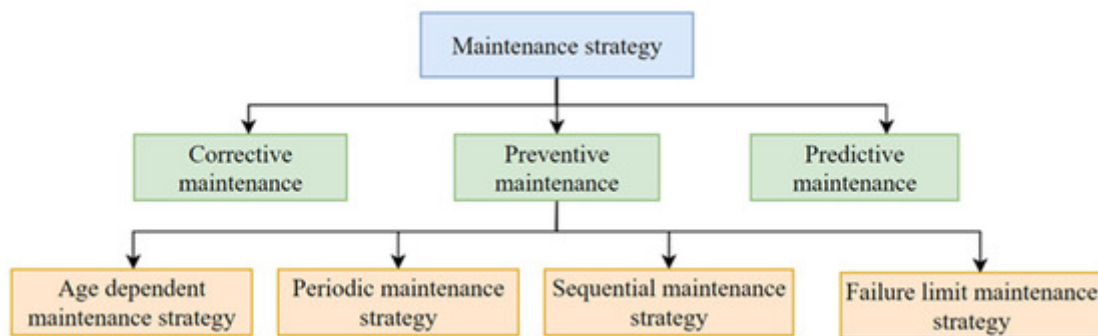 Maintenance strategy
Corrective
maintenance
Preventive
maintenance
Predictive
maintenance
Age dependent
maintenance strategy
Periodic maintenance
strategy
Sequential maintenance
strategy
Failure limit maintenance
strategy